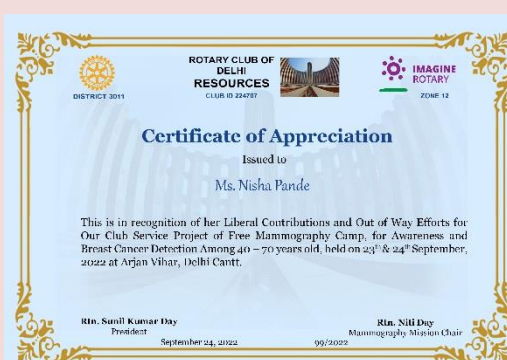 ROTARY CLUB OF
DELHI
RESOURCES
CLUB ID 224787
DISTRICT 3011
IMAGINE
ROTARY
ZONE 12
Certificate of Appreciation
Issued to
Ms. Nisha Pande
This is in recognition of her Liberal Contributions and Out of Way Efforts for
Our Club Service Project of Free Mammography Camp, for Awareness and
Breast Cancer Detection Among 40 – 70 years old, held on 23th & 24th September,
2022 at Arjan Vihar, Delhi Cantt.
Rtn. Sunil Kumar Day
President
Rtn. Niti Day
Mammography Mission Chair
September 24, 2022
99/2022